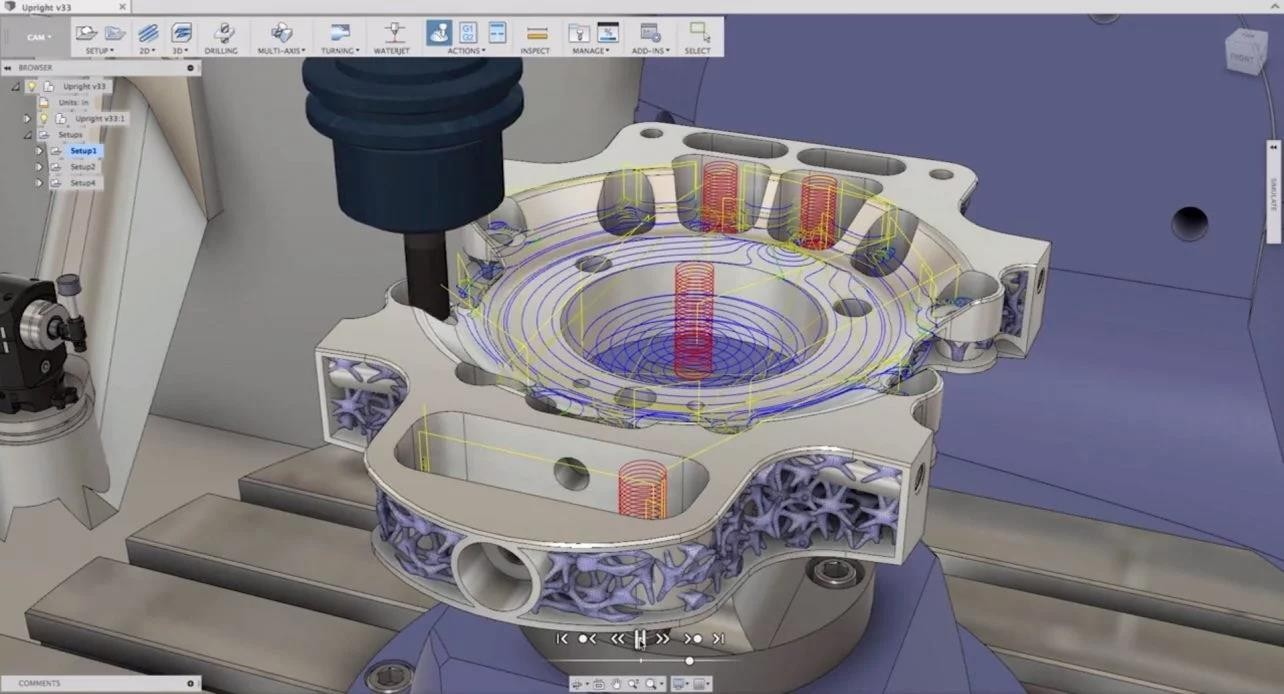 Upright v33
CAM
G1
G2
%
SETUP
2D
3D
DRILLING
MULTI-AXIS
TURNING
WATERJET
ACTIONS
INSPECT
MANAGE
ADD-INS
SELECT
BROWSER
Upright v33
Units: in
Upright v33:1
Setups
Setup1
Setup2
Setup4
FRONT
SIMULATE
COMMENTS